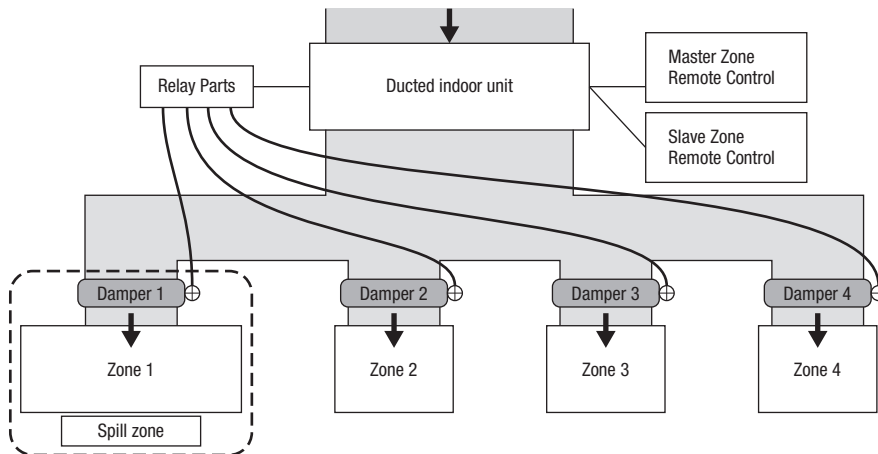 Master Zone
Remote Control
Relay Parts
Ducted indoor unit
Slave Zone
Remote Control
Damper 1
Damper 2
Damper 3
Damper 4
Zone 1
Zone 2
Zone 3
Zone 4
Spill zone